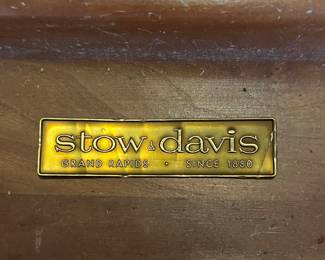 stow & davis
GRAND RAPIDS • SINCE 1880